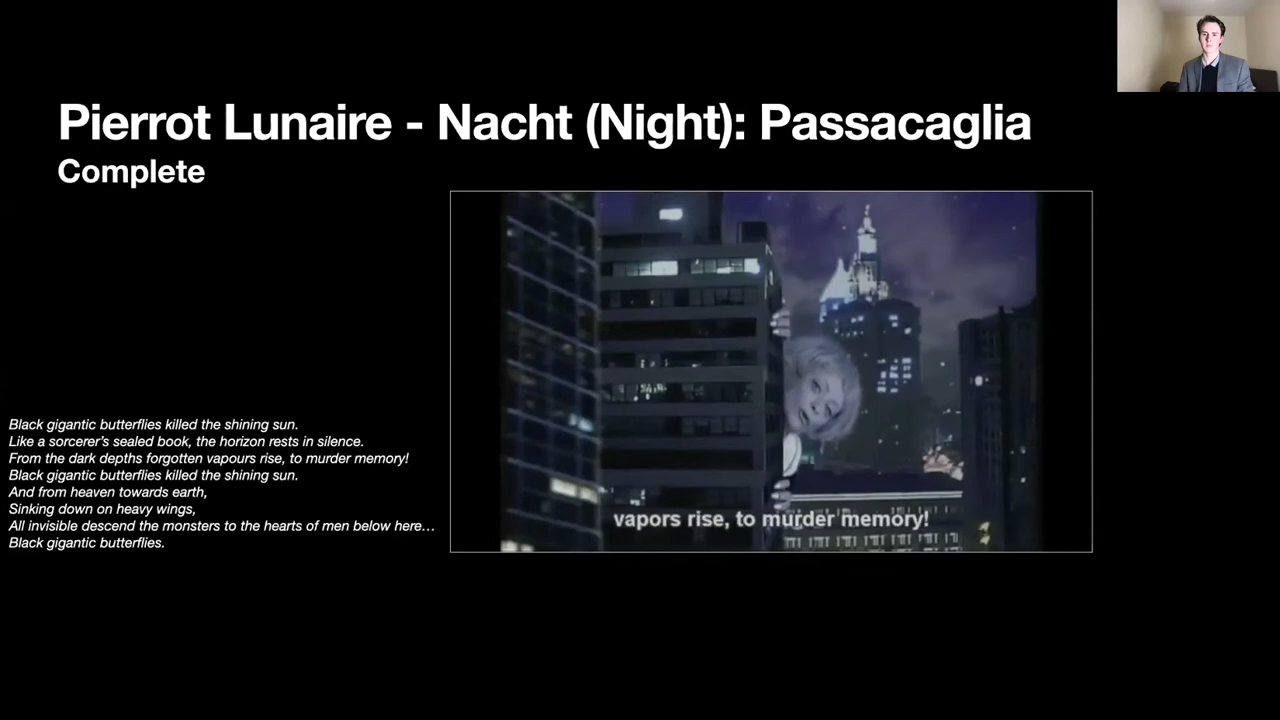 Pierrot Lunaire - Nacht (Night): Passacaglia
Complete
Black gigantic butterflies killed the shining sun.
Like a sorcerer's sealed book, the horizon rests in silence.
From the dark depths forgotten vapours rise, to murder memory!
Black gigantic butterflies killed the shining sun.
And from heaven towards earth,
Sinking down on heavy wings,
All invisible descend the monsters to the hearts of men below here…
Black gigantic butterflies.
vapors rise, to murder memory!